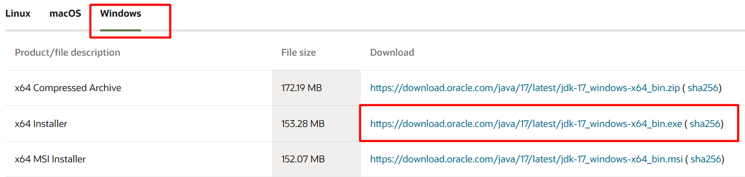 Linux macOS Windows
Product/file description File size Download
x64 Compressed Archive 172.19 MB https://download.oracle.com/java/17/latest/jdk-17_windows-x64_bin.zip ( sha256)
x64 Installer 153.28 MB https://download.oracle.com/java/17/latest/jdk-17_windows-x64_bin.exe ( sha256)
x64 MSI Installer 152.07 MB https://download.oracle.com/java/17/latest/jdk-17_windows-x64_bin.msi ( sha256)